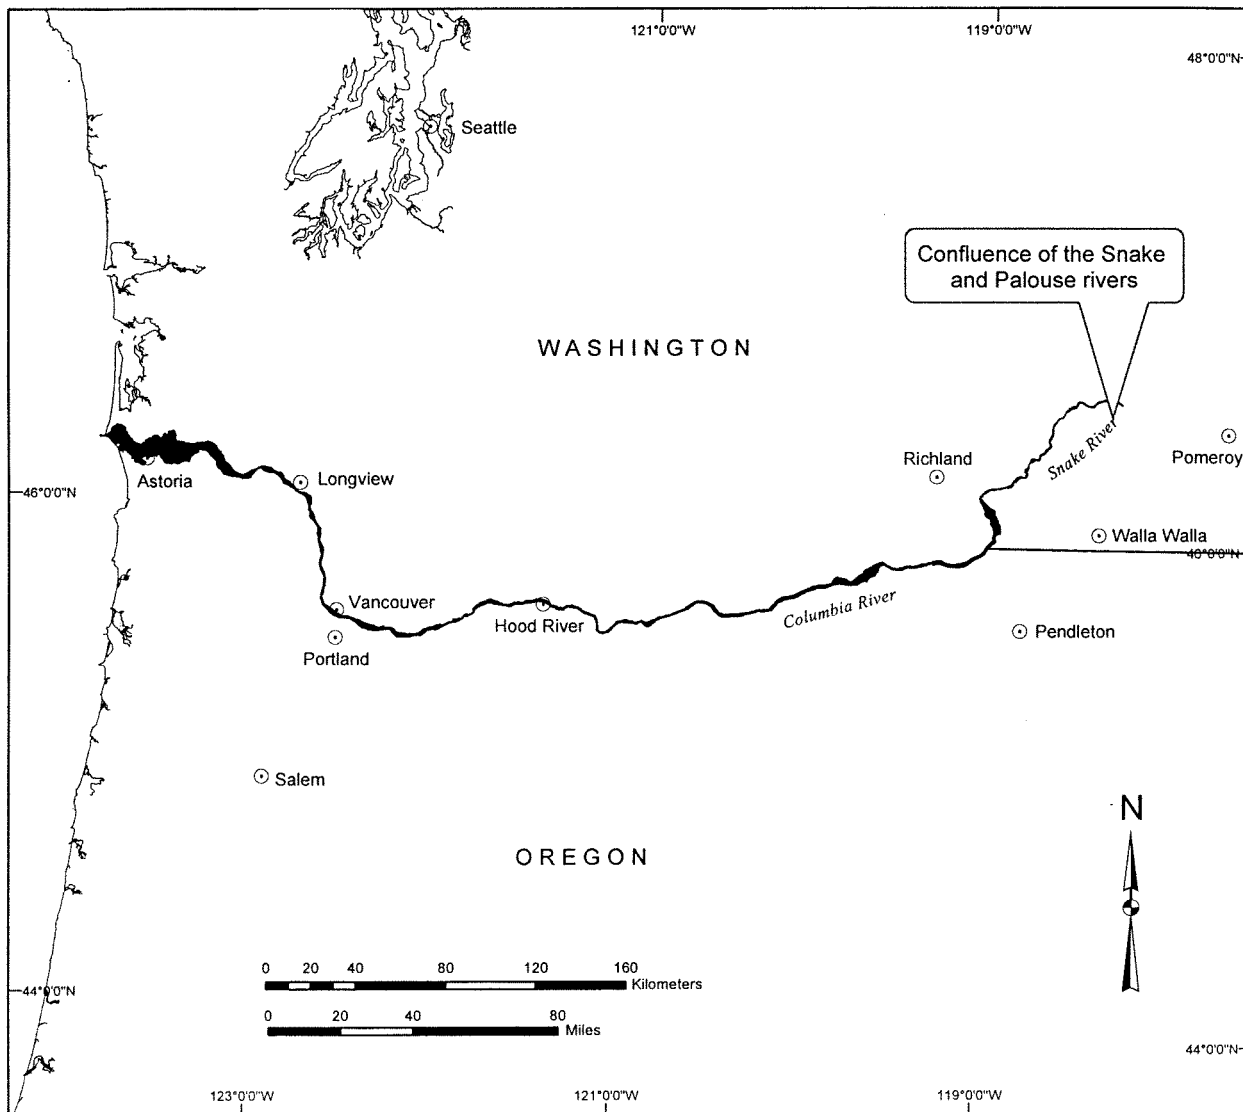 121°0'0"W
119°0'0"W
48°0'0"N
Seattle
Confluence of the Snake
and Palouse rivers
WASHINGTON
Snake River
Pomeroy
Richland
Longview
Astoria
46°0'0"N
Walla Walla
Vancouver
Hood River
Columbia River
Pendleton
Portland
Salem
N
OREGON
0 20 40 80 120 160
Kilometers
44°0'0"N
0 20 40 80
Miles
44°0'0"N
123°0'0"W
121°0'0"W
119°0'0"W